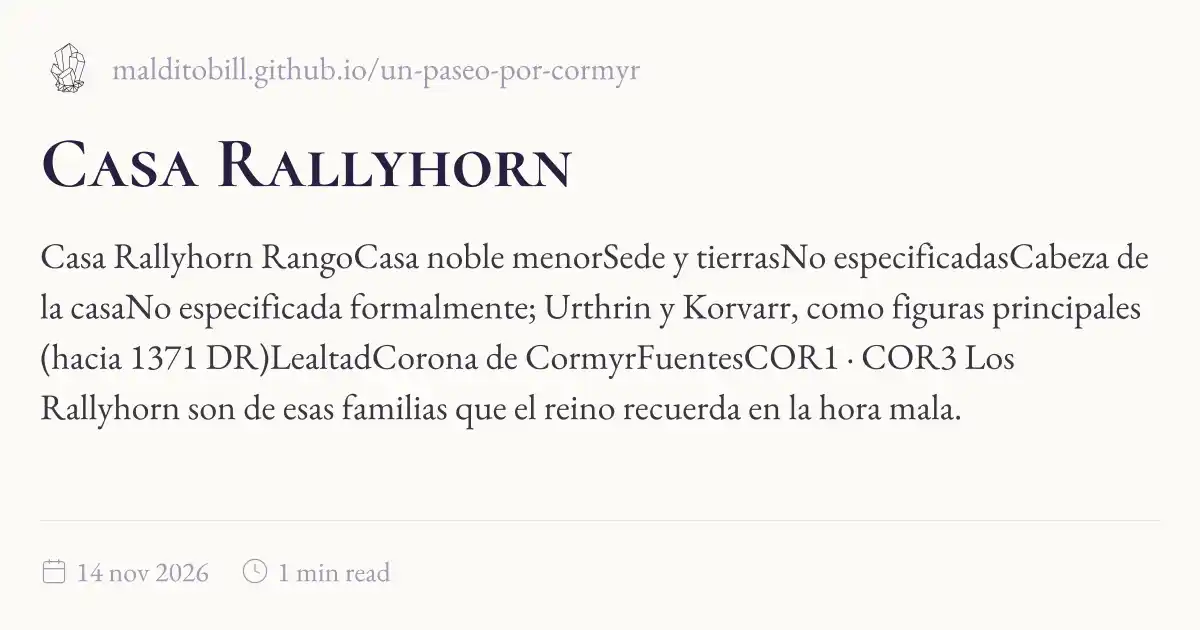 malditobill.github.io/un-paseo-por-cormyr
Casa Rallyhorn
Casa Rallyhorn RangoCasa noble menorSede y tierrasNo especificadasCabeza de
la casaNo especificada formalmente; Urthrin y Korvarr, como figuras principales
(hacia 1371 DR)LealtadCorona de CormyrFuentesCOR1 · COR3 Los
Rallyhorn son de esas familias que el reino recuerda en la hora mala.
14 nov 2026 1 min read